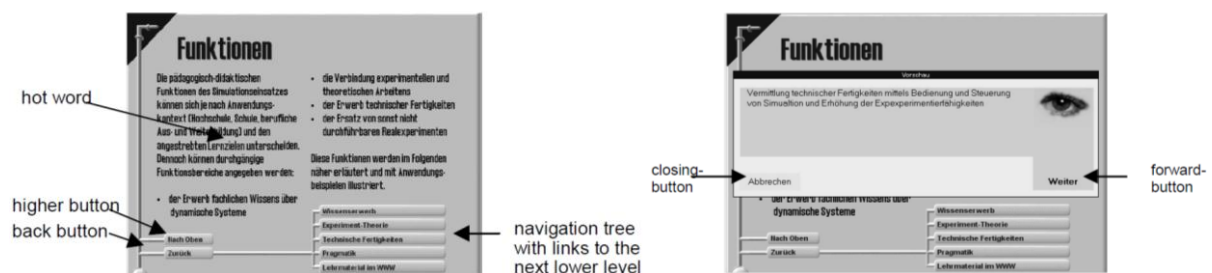 Funktionen
Die pädagogisch-didaktischen
Funktionen des Simulationseinsatzes
können sich je nach Anwendungs-
kontext (Hochschule, Schule, berufliche
Aus- und Weiterbildung) und den
angestrebten Lernzielen unterscheiden.
Dennoch können durchgängige
Funktionsbereiche angegeben werden:
• der Erwerb fachlichen Wissens über
dynamische Systeme
• die Verbindung experimentellen und
theoretischen Arbeitens
• der Erwerb technischer Fertigkeiten
• der Ersatz von sonst nicht
durchführbaren Realexperimenten
Diese Funktionen werden im Folgenden
näher erläutert und mit Anwendungs-
beispielen illustriert.
hot word
higher button
back button
Nach Oben
Zurück
Wissenserwerb
Experiment-Theorie
Technische Fertigkeiten
Pragmatik
Lehrmaterial im WWW
navigation tree
with links to the
next lower level
Funktionen
Vorschau
Vermittlung technischer Fertigkeiten mittels Bedienung und Steuerung
von Simualtion und Erhöhung der Expexperimentierfähigkeiten
closing-
button
Abbrechen
Weiter
forward-
button
• der Erwerb fachlichen Wissens über
dynamische Systeme
Nach Oben
Zurück
Wissenserwerb
Experiment-Theorie
Technische Fertigkeiten
Pragmatik
Lehrmaterial im WWW